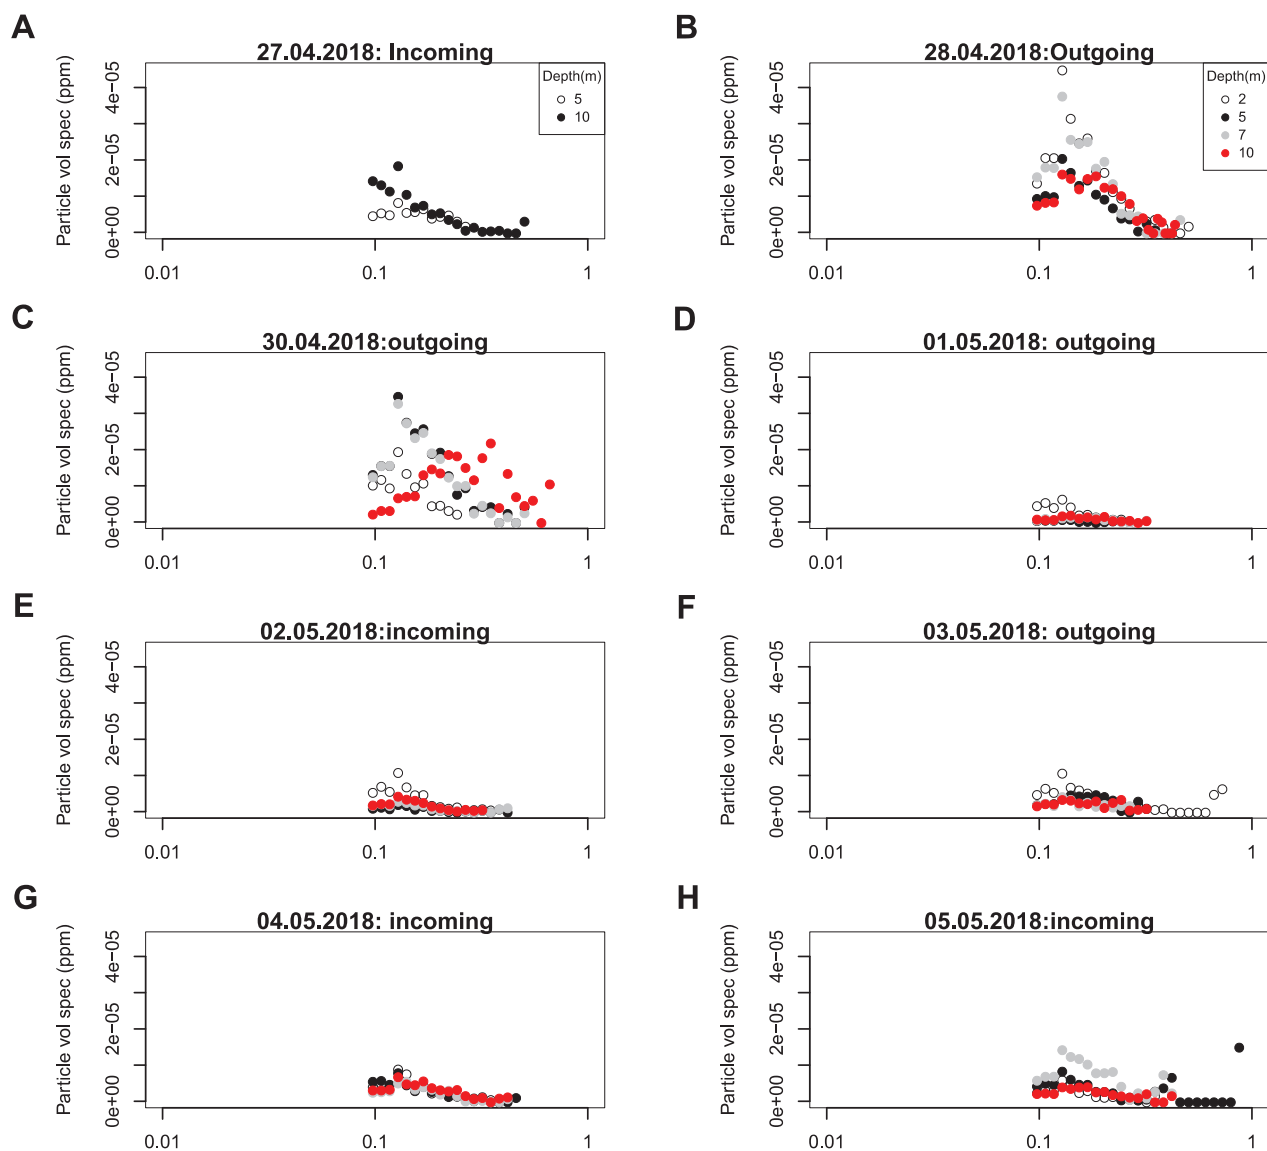 A
27.04.2018: Incoming
Particle vol spec (ppm)
0e+00 2e-05 4e-05
0.01 0.1 1
Depth(m)
5
10
B
28.04.2018:Outgoing
Particle vol spec (ppm)
0e+00 2e-05 4e-05
0.01 0.1 1
Depth(m)
2
5
7
10
C
30.04.2018:outgoing
Particle vol spec (ppm)
0e+00 2e-05 4e-05
0.01 0.1 1
D
01.05.2018: outgoing
Particle vol spec (ppm)
0e+00 2e-05 4e-05
0.01 0.1 1
E
02.05.2018:incoming
Particle vol spec (ppm)
0e+00 2e-05 4e-05
0.01 0.1 1
F
03.05.2018: outgoing
Particle vol spec (ppm)
0e+00 2e-05 4e-05
0.01 0.1 1
G
04.05.2018: incoming
Particle vol spec (ppm)
0e+00 2e-05 4e-05
0.01 0.1 1
H
05.05.2018:incoming
Particle vol spec (ppm)
0e+00 2e-05 4e-05
0.01 0.1 1